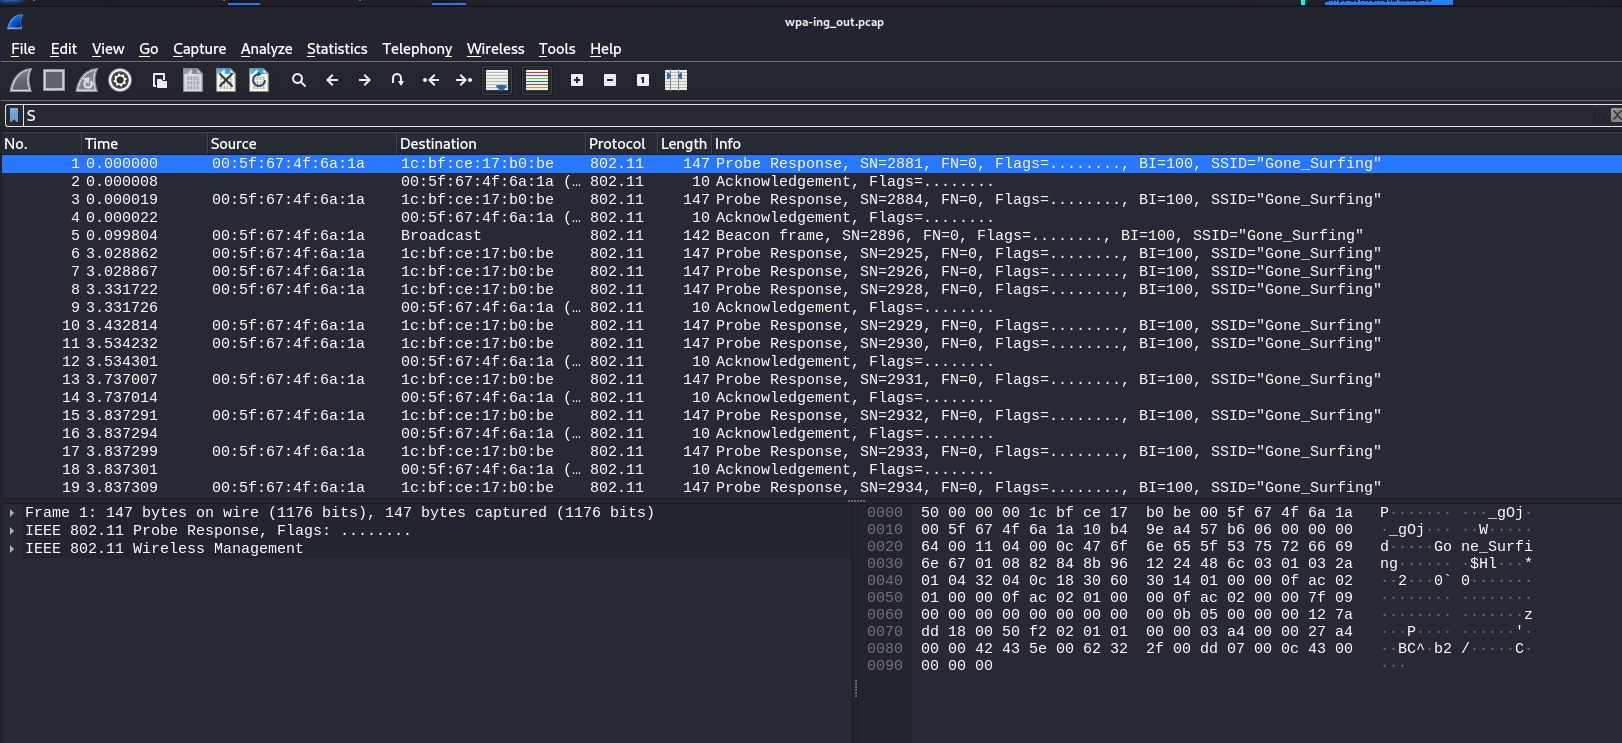 wpa-ing_out.pcap
File Edit View Go Capture Analyze Statistics Telephony Wireless Tools Help
S
No. Time Source Destination Protocol Length Info
1 0.000000 00:5f:67:4f:6a:1a 1c:bf:ce:17:b0:be 802.11 147 Probe Response, SN=2881, FN=0, Flags=........, BI=100, SSID="Gone_Surfing"
2 0.000008 00:5f:67:4f:6a:1a (… 802.11 10 Acknowledgement, Flags=........
3 0.000019 00:5f:67:4f:6a:1a 1c:bf:ce:17:b0:be 802.11 147 Probe Response, SN=2884, FN=0, Flags=........, BI=100, SSID="Gone_Surfing"
4 0.000022 00:5f:67:4f:6a:1a (… 802.11 10 Acknowledgement, Flags=........
5 0.099804 00:5f:67:4f:6a:1a Broadcast 802.11 142 Beacon frame, SN=2896, FN=0, Flags=........, BI=100, SSID="Gone_Surfing"
6 3.028862 00:5f:67:4f:6a:1a 1c:bf:ce:17:b0:be 802.11 147 Probe Response, SN=2925, FN=0, Flags=........, BI=100, SSID="Gone_Surfing"
7 3.028867 00:5f:67:4f:6a:1a 1c:bf:ce:17:b0:be 802.11 147 Probe Response, SN=2926, FN=0, Flags=........, BI=100, SSID="Gone_Surfing"
8 3.331722 00:5f:67:4f:6a:1a 1c:bf:ce:17:b0:be 802.11 147 Probe Response, SN=2928, FN=0, Flags=........, BI=100, SSID="Gone_Surfing"
9 3.331726 00:5f:67:4f:6a:1a (… 802.11 10 Acknowledgement, Flags=........
10 3.432814 00:5f:67:4f:6a:1a 1c:bf:ce:17:b0:be 802.11 147 Probe Response, SN=2929, FN=0, Flags=........, BI=100, SSID="Gone_Surfing"
11 3.534232 00:5f:67:4f:6a:1a 1c:bf:ce:17:b0:be 802.11 147 Probe Response, SN=2930, FN=0, Flags=........, BI=100, SSID="Gone_Surfing"
12 3.534301 00:5f:67:4f:6a:1a (… 802.11 10 Acknowledgement, Flags=........
13 3.737007 00:5f:67:4f:6a:1a 1c:bf:ce:17:b0:be 802.11 147 Probe Response, SN=2931, FN=0, Flags=........, BI=100, SSID="Gone_Surfing"
14 3.737014 00:5f:67:4f:6a:1a (… 802.11 10 Acknowledgement, Flags=........
15 3.837291 00:5f:67:4f:6a:1a 1c:bf:ce:17:b0:be 802.11 147 Probe Response, SN=2932, FN=0, Flags=........, BI=100, SSID="Gone_Surfing"
16 3.837294 00:5f:67:4f:6a:1a (… 802.11 10 Acknowledgement, Flags=........
17 3.837299 00:5f:67:4f:6a:1a 1c:bf:ce:17:b0:be 802.11 147 Probe Response, SN=2933, FN=0, Flags=........, BI=100, SSID="Gone_Surfing"
18 3.837301 00:5f:67:4f:6a:1a (… 802.11 10 Acknowledgement, Flags=........
19 3.837309 00:5f:67:4f:6a:1a 1c:bf:ce:17:b0:be 802.11 147 Probe Response, SN=2934, FN=0, Flags=........, BI=100, SSID="Gone_Surfing"
Frame 1: 147 bytes on wire (1176 bits), 147 bytes captured (1176 bits)
IEEE 802.11 Probe Response, Flags: ........
IEEE 802.11 Wireless Management
0000 50 00 00 00 1c bf ce 17 b0 be 00 5f 67 4f 6a 1a P······· ···_gOj·
0010 00 5f 67 4f 6a 1a 10 b4 9e a4 57 b6 06 00 00 00 ·_gOj··· ··W·····
0020 64 00 11 04 00 0c 47 6f 6e 65 5f 53 75 72 66 69 d·····Go ne_Surfi
0030 6e 67 01 08 82 84 8b 96 12 24 48 6c 03 01 03 2a ng······ ·$Hl···*
0040 01 04 32 04 0c 18 30 60 30 14 01 00 00 0f ac 02 ··2···0` 0·······
0050 01 00 00 0f ac 02 01 00 00 0f ac 02 00 00 7f 09 ········ ········
0060 00 00 00 00 00 00 00 00 00 0b 05 00 00 00 12 7a ········ ·······z
0070 dd 18 00 50 f2 02 01 01 00 00 03 a4 00 00 27 a4 ···P···· ······'·
0080 00 00 42 43 5e 00 62 32 2f 00 dd 07 00 0c 43 00 ··BC^·b2 /·····C·
0090 00 00 00 ···